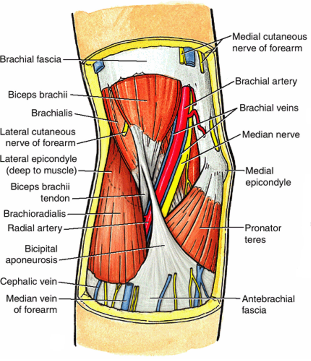 Brachial fascia
Biceps brachii
Brachialis
Lateral cutaneous
nerve of forearm
Lateral epicondyle
(deep to muscle)
Biceps brachii
tendon
Brachioradialis
Radial artery
Bicipital
aponeurosis
Cephalic vein
Median vein
of forearm
Medial cutaneous
nerve of forearm
Brachial artery
Brachial veins
Median nerve
Medial
epicondyle
Pronator
teres
Antebrachial
fascia